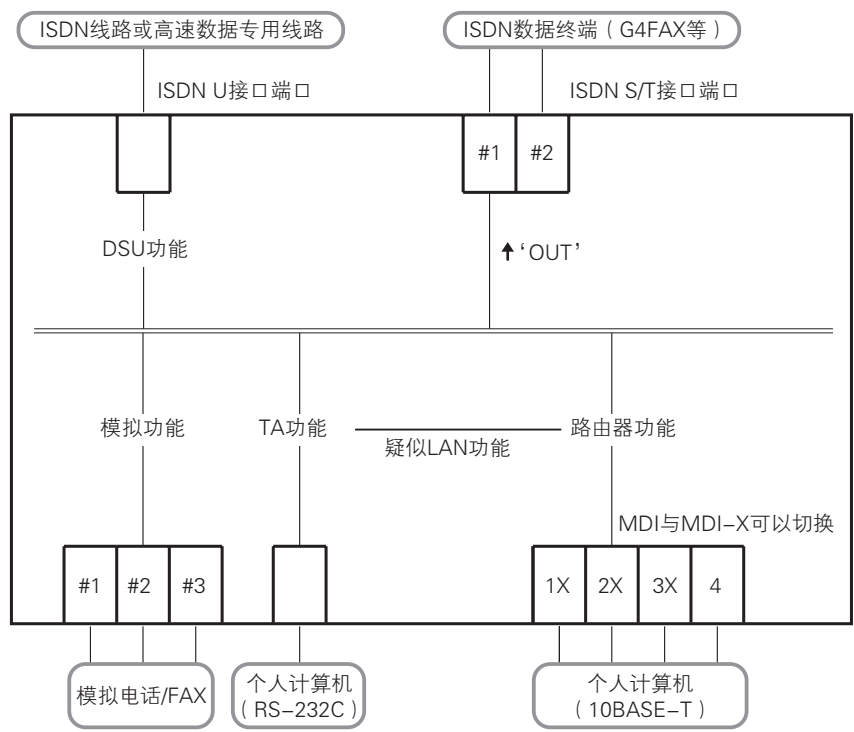 ISDN线路或高速数据专用线路
ISDN数据终端（G4FAX等）
ISDN U接口端口
ISDN S/T接口端口
#1
#2
DSU功能
‘OUT’
模拟功能
TA功能
疑似LAN功能
路由器功能
MDI与MDI-X可以切换
#1
#2
#3
1X
2X
3X
4
模拟电话/FAX
个人计算机
（RS-232C）
个人计算机
（10BASE-T）